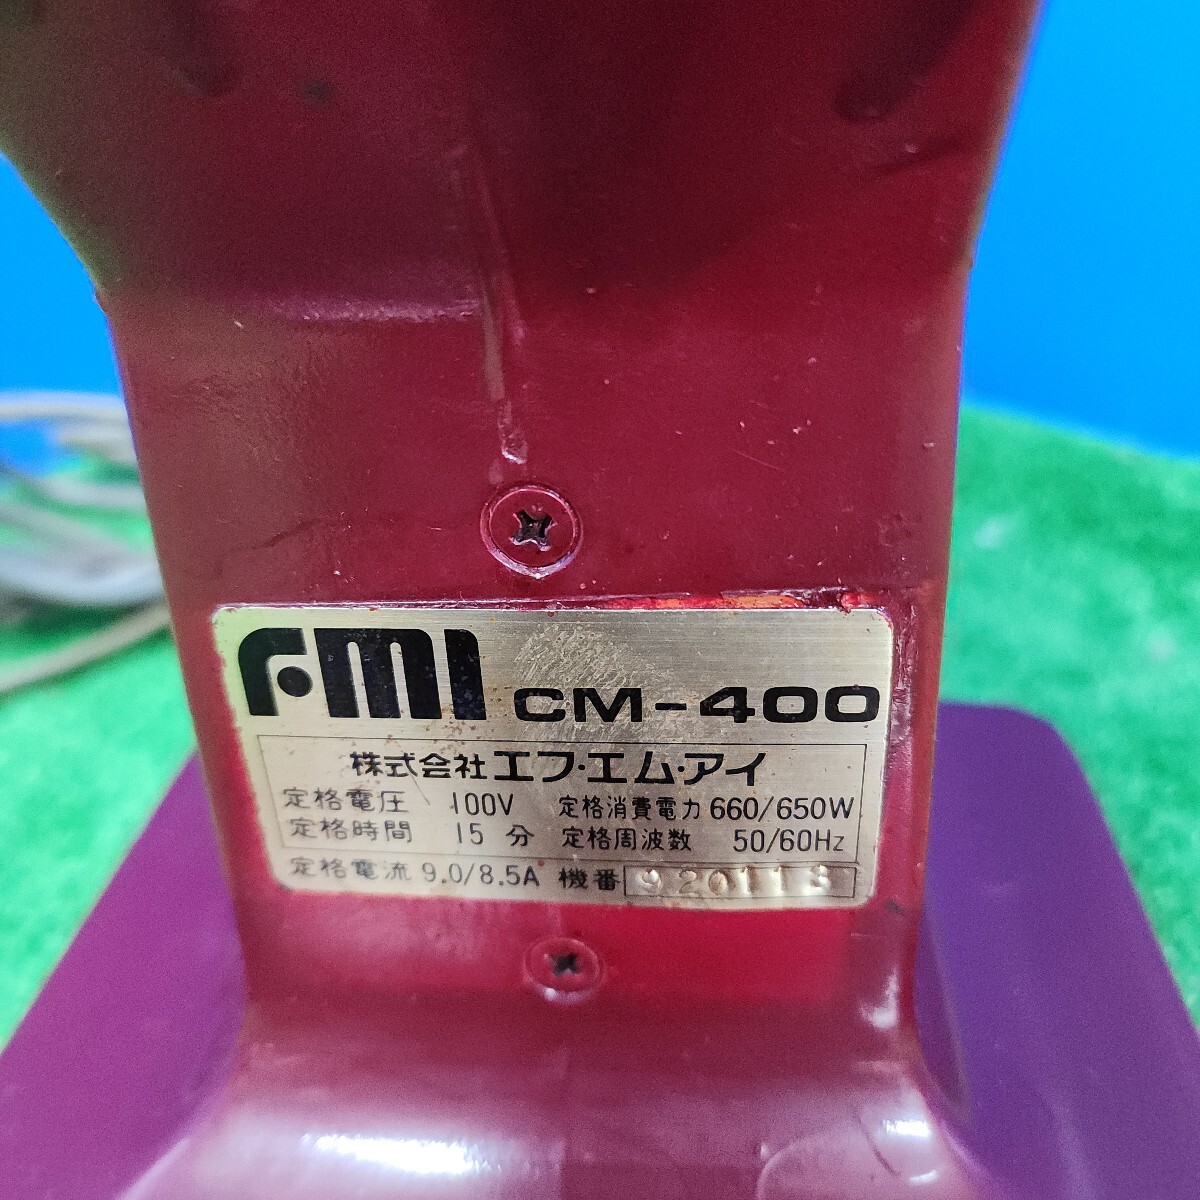 FMI CM-400
株式会社エフ・エム・アイ
定格電圧 100V 定格消費電力 660/650W
定格時間 15分 定格周波数 50/60Hz
定格電流 9.0/8.5A 機番 920113